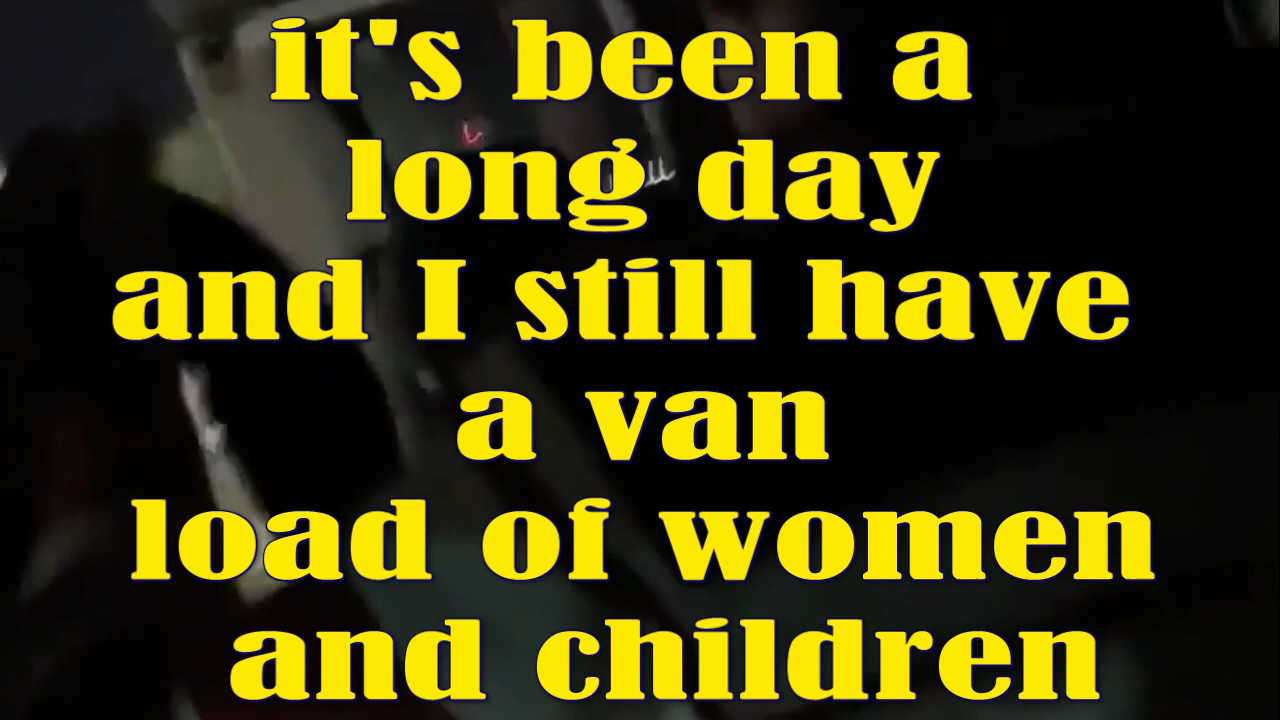 it's been a
long day
and I still have
a van
load of women
and children